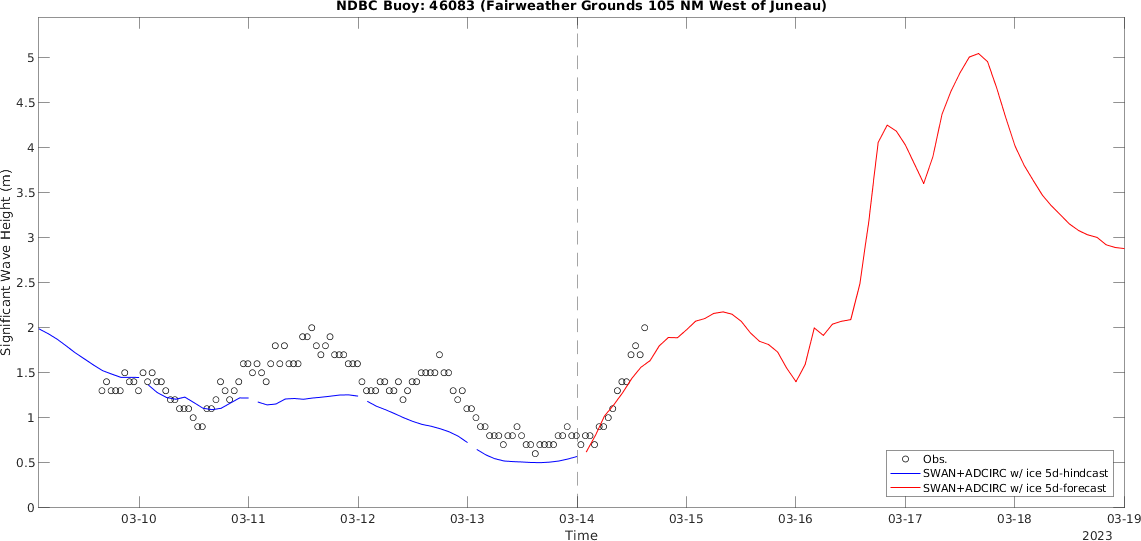 NDBC Buoy: 46083 (Fairweather Grounds 105 NM West of Juneau)
Significant Wave Height (m)
5
4.5
4
3.5
3
2.5
2
1.5
1
0.5
0
03-10 03-11 03-12 03-13 03-14 03-15 03-16 03-17 03-18 03-19
Time
2023
Obs.
SWAN+ADCIRC w/ ice 5d-hindcast
SWAN+ADCIRC w/ ice 5d-forecast